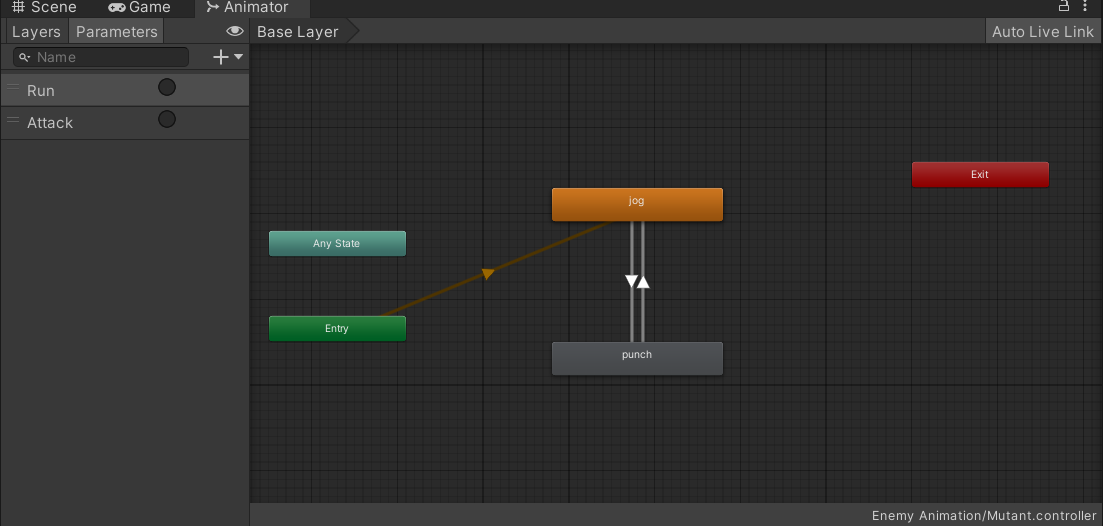 Scene Game Animator
Layers Parameters Base Layer Auto Live Link
Name
Run
Attack
Exit
jog
Any State
Entry
punch
Enemy Animation/Mutant.controller